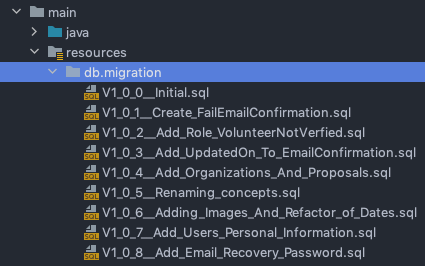 main
java
resources
db.migration
V1_0_0__Initial.sql
V1_0_1__Create_FailEmailConfirmation.sql
V1_0_2__Add_Role_VolunteerNotVerfied.sql
V1_0_3__Add_UpdatedOn_To_EmailConfirmation.sql
V1_0_4__Add_Organizations_And_Proposals.sql
V1_0_5__Renaming_concepts.sql
V1_0_6__Adding_Images_And_Refactor_of_Dates.sql
V1_0_7__Add_Users_Personal_Information.sql
V1_0_8__Add_Email_Recovery_Password.sql